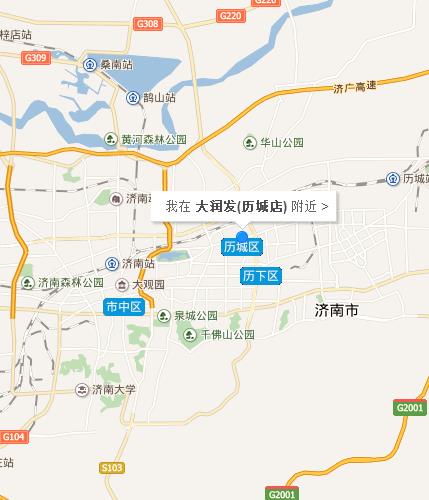 G220
G308
G220
梓店站
G309
桑南站
鹊山站
济广高速
黄河森林公园
华山公园
历城站
济南动
我在 大润发(历城店) 附近 >
历城区
济南站
历下区
济南森林公园
大观园
市中区
泉城公园
济南市
千佛山公园
济南大学
G2001
G104
庄站
S103
G2001